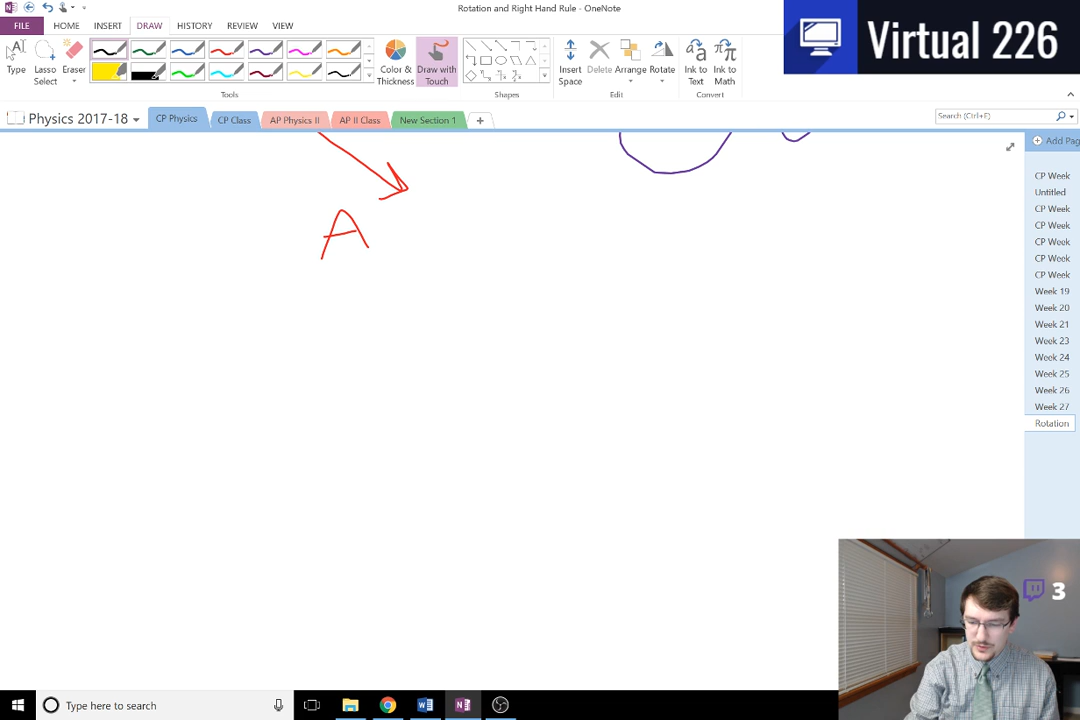 Rotation and Right Hand Rule - OneNote
FILE HOME INSERT DRAW HISTORY REVIEW VIEW
Virtual 226
Type
Lasso Select
Eraser
Color & Thickness
Draw with Touch
Insert Space
Delete
Arrange
Rotate
Ink to Text
Ink to Math
Tools
Shapes
Edit
Convert
Physics 2017-18
CP Physics
CP Class
AP Physics II
AP II Class
New Section 1
Search (Ctrl+E)
Add Pag
CP Week
Untitled
CP Week
CP Week
CP Week
CP Week
CP Week
Week 19
Week 20
Week 21
Week 23
Week 24
Week 25
Week 26
Week 27
Rotation
A
3
Type here to search